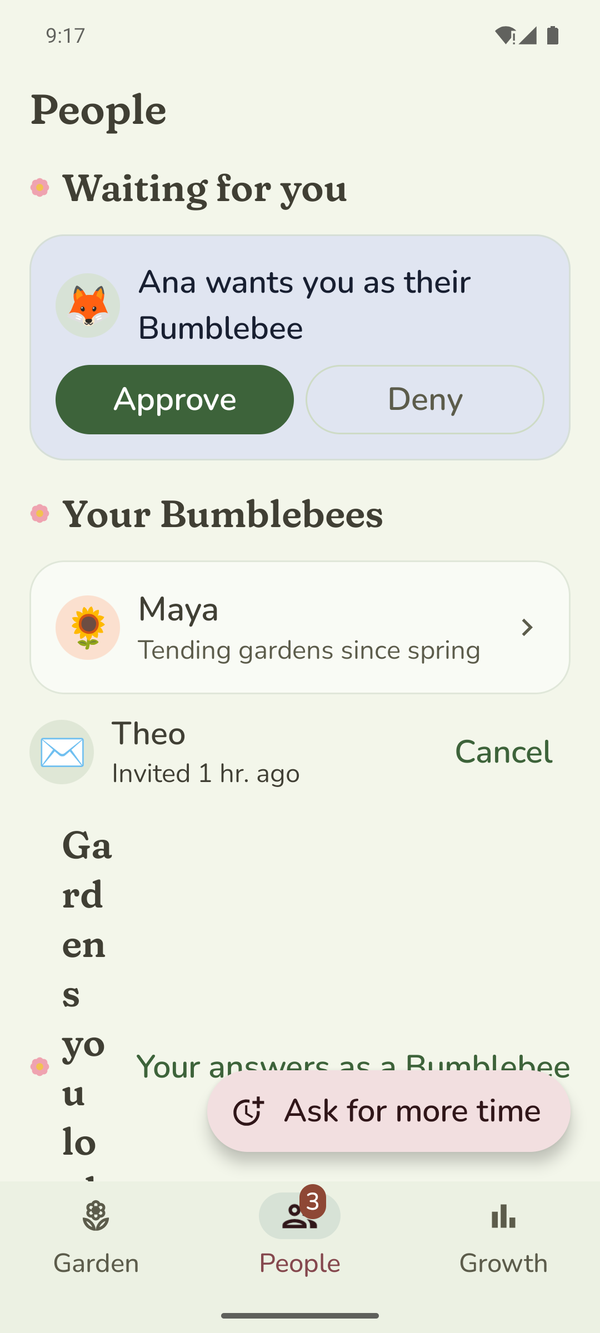 9:17
People
Waiting for you
Ana wants you as their
Bumblebee
Approve
Deny
Your Bumblebees
Maya
Tending gardens since spring
Theo
Invited 1 hr. ago
Cancel
Ga
rd
en
s
yo
u
lo
Your answers as a Bumblebee
Ask for more time
3
Garden
People
Growth